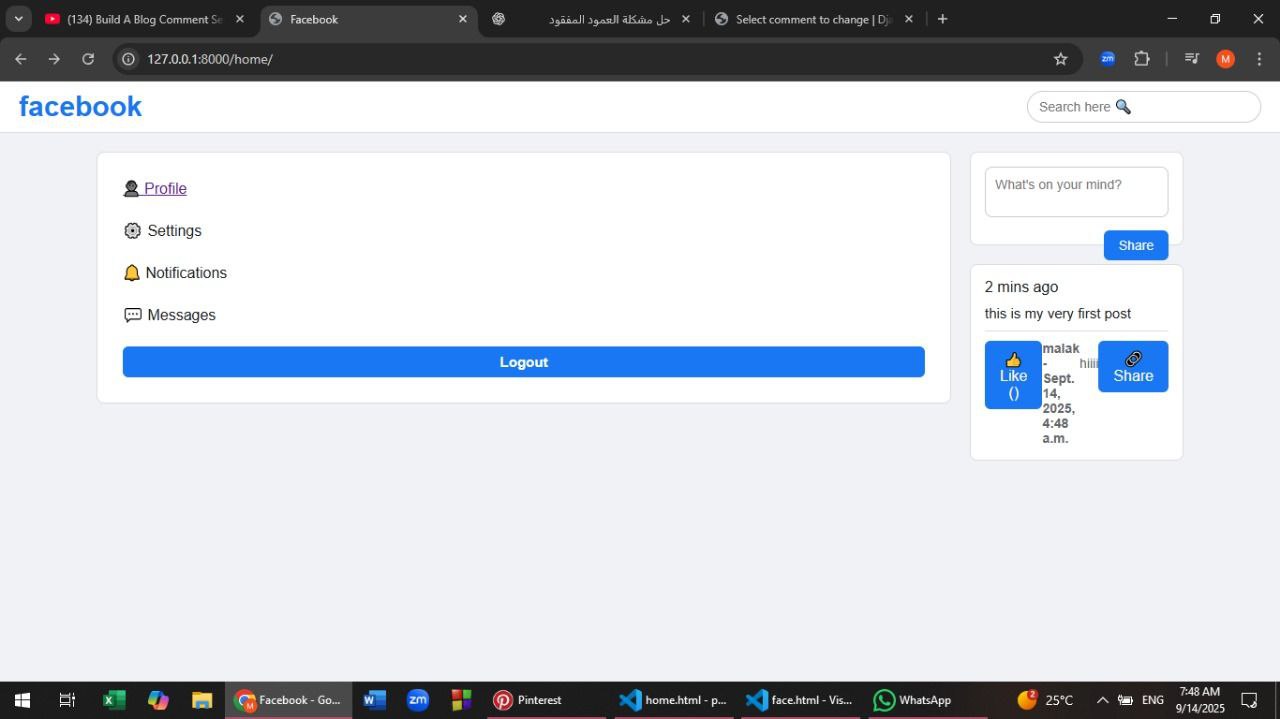 (134) Build A Blog Comment Se
Facebook
حل مشكلة العمود المفقود
Select comment to change | Dja
127.0.0.1:8000/home/
zm
M
facebook
Search here
Profile
Settings
Notifications
Messages
Logout
What's on your mind?
Share
2 mins ago
this is my very first post
Like
()
malak
-
Sept.
14,
2025,
4:48
a.m.
hiiii
Share
Facebook - Go...
zm
Pinterest
home.html - p...
face.html - Vis...
WhatsApp
2
25°C
ENG
7:48 AM
9/14/2025